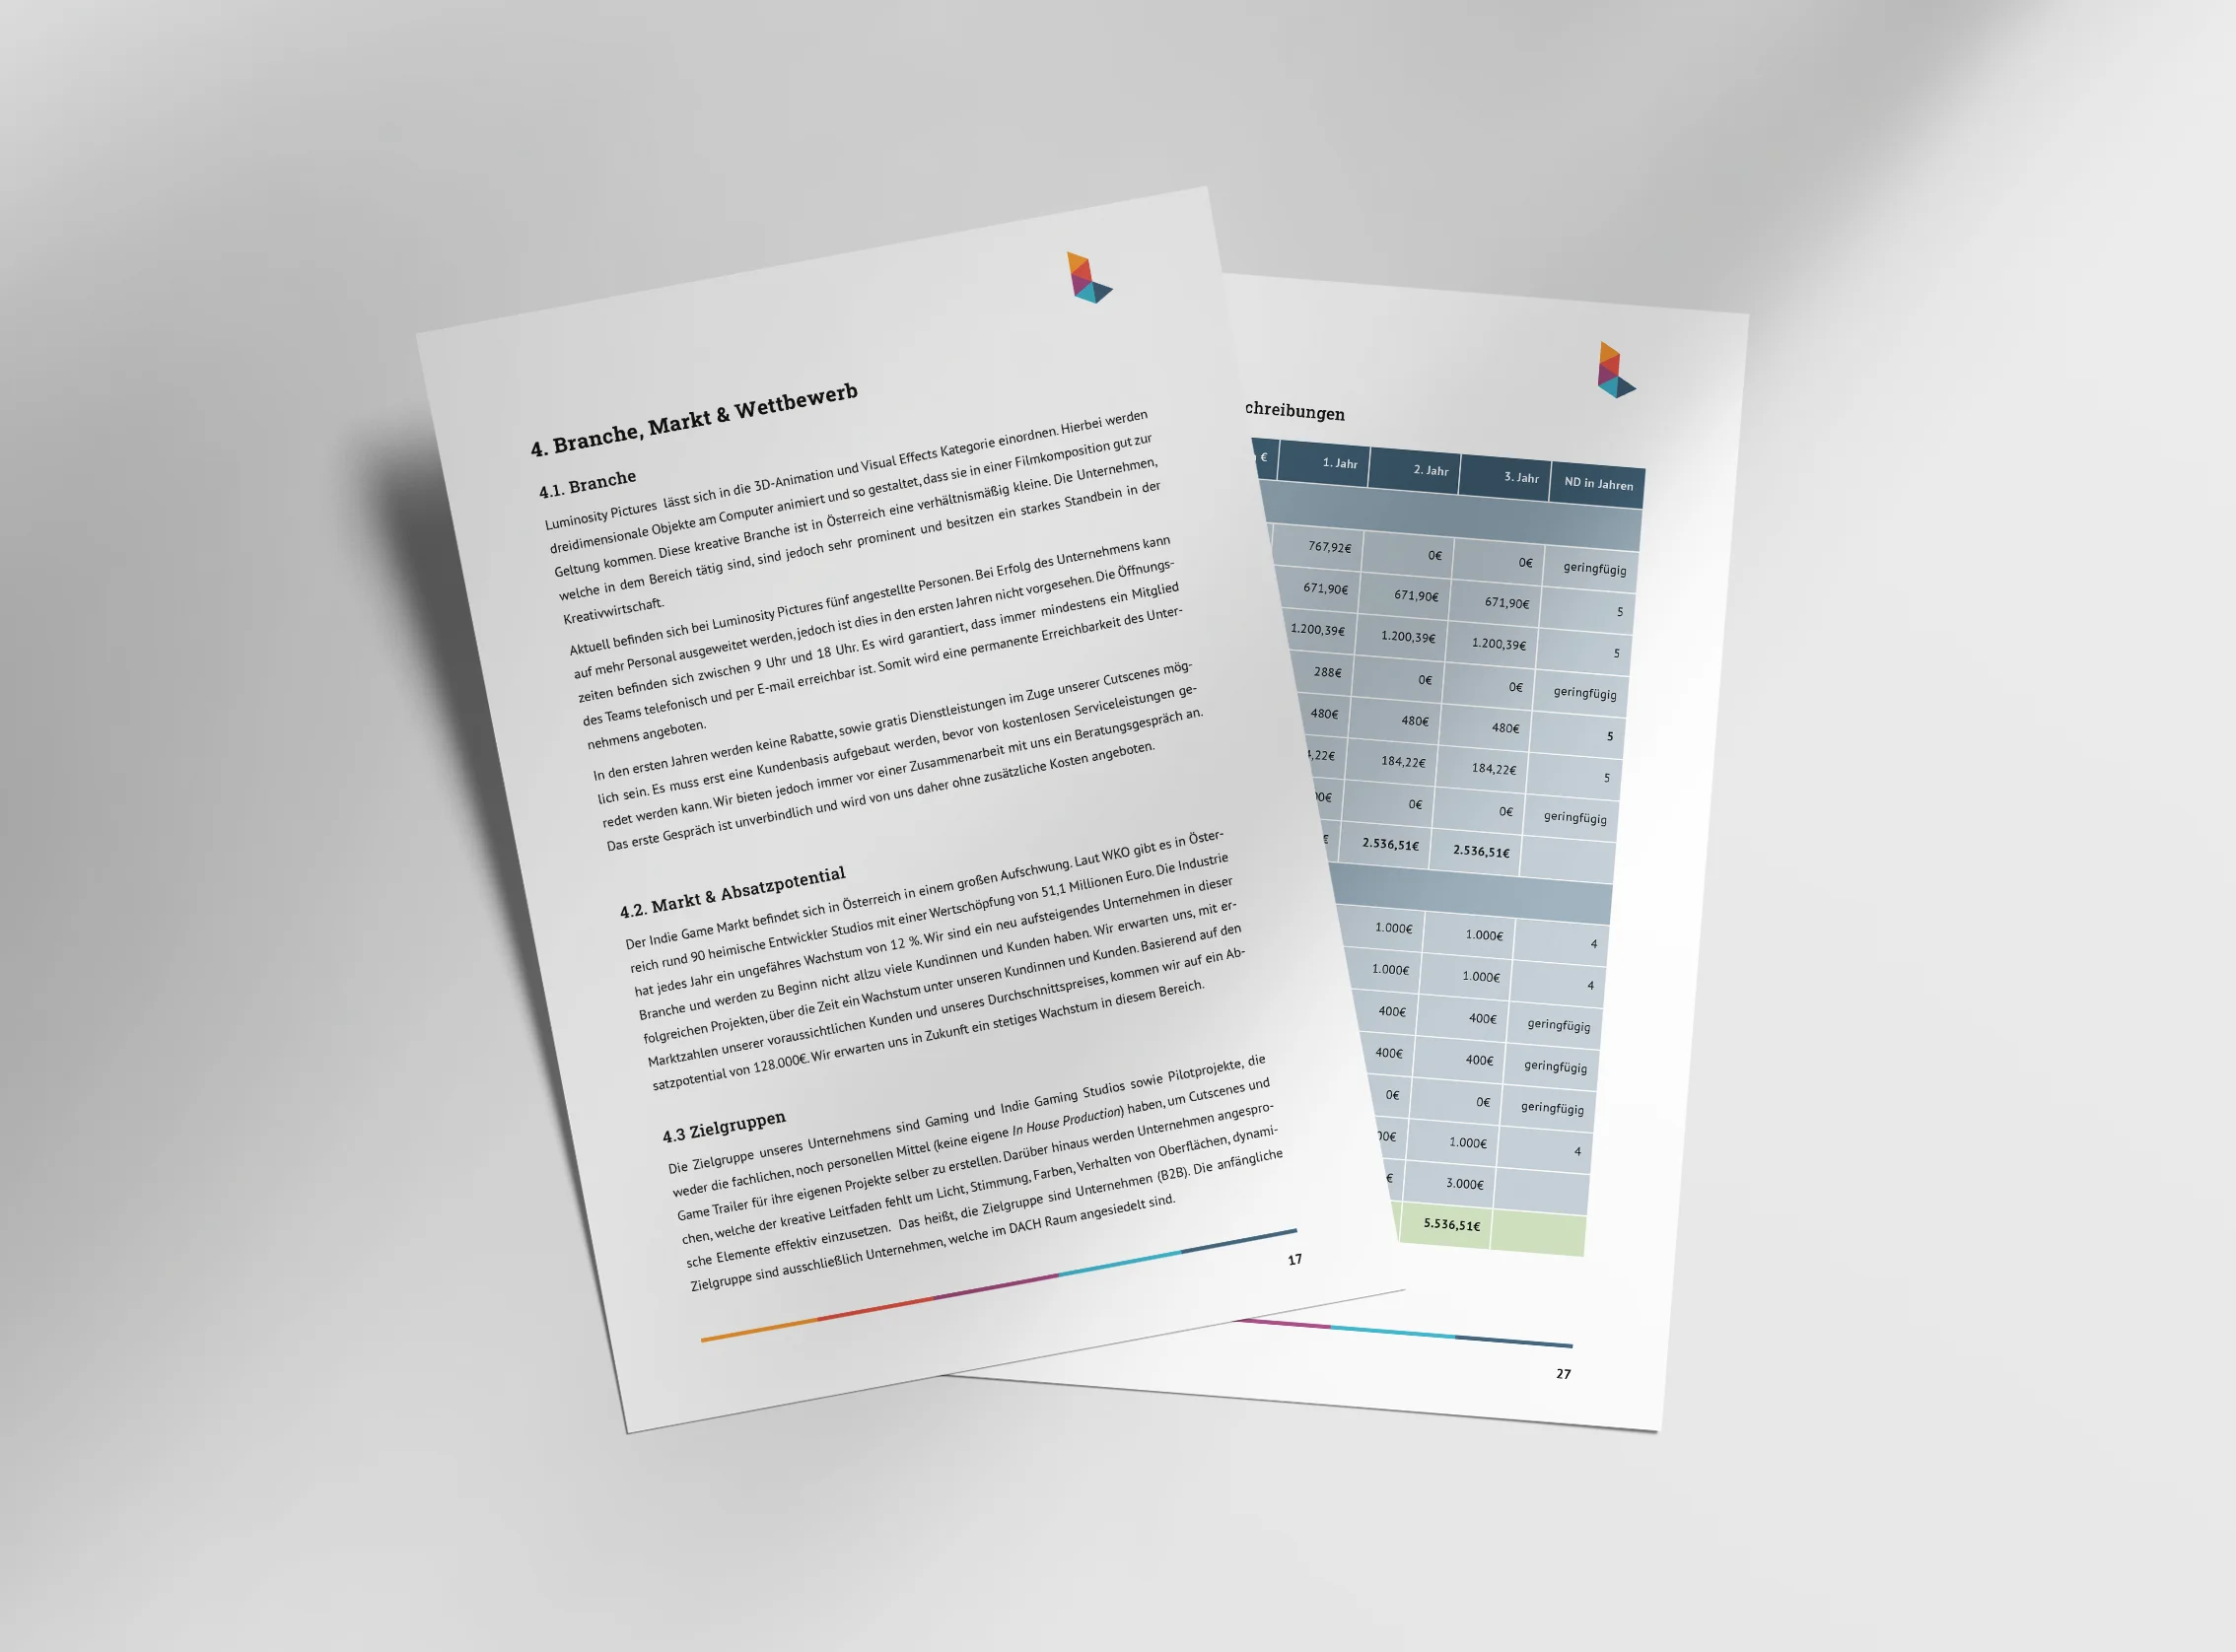 4. Branche, Markt & Wettbewerb
4.1. Branche
Luminosity Pictures lässt sich in die 3D-Animation und Visual Effects Kategorie einordnen. Hierbei werden
dreidimensionale Objekte am Computer animiert und so gestaltet, dass sie in einer Filmkomposition gut zur
Geltung kommen. Diese kreative Branche ist in Österreich eine verhältnismäßig kleine. Die Unternehmen,
welche in dem Bereich tätig sind, sind jedoch sehr prominent und besitzen ein starkes Standbein in der
Kreativwirtschaft.
Aktuell befinden sich bei Luminosity Pictures fünf angestellte Personen. Bei Erfolg des Unternehmens kann
auf mehr Personal ausgeweitet werden, jedoch ist dies in den ersten Jahren nicht vorgesehen. Die Öffnungs-
zeiten befinden sich zwischen 9 Uhr und 18 Uhr. Es wird garantiert, dass immer mindestens ein Mitglied
des Teams telefonisch und per E-mail erreichbar ist. Somit wird eine permanente Erreichbarkeit des Unter-
nehmens angeboten.
In den ersten Jahren werden keine Rabatte, sowie gratis Dienstleistungen im Zuge unserer Cutscenes mög-
lich sein. Es muss erst eine Kundenbasis aufgebaut werden, bevor von kostenlosen Serviceleistungen ge-
redet werden kann. Wir bieten jedoch immer vor einer Zusammenarbeit mit uns ein Beratungsgespräch an.
Das erste Gespräch ist unverbindlich und wird von uns daher ohne zusätzliche Kosten angeboten.
4.2. Markt & Absatzpotential
Der Indie Game Markt befindet sich in Österreich in einem großen Aufschwung. Laut WKO gibt es in Öster-
reich rund 90 heimische Entwickler Studios mit einer Wertschöpfung von 51,1 Millionen Euro. Die Industrie
hat jedes Jahr ein ungefähres Wachstum von 12 %. Wir sind ein neu aufsteigendes Unternehmen in dieser
Branche und werden zu Beginn nicht allzu viele Kundinnen und Kunden haben. Wir erwarten uns, mit er-
folgreichen Projekten, über die Zeit ein Wachstum unter unseren Kundinnen und Kunden. Basierend auf den
Marktzahlen unserer voraussichtlichen Kunden und unseres Durchschnittspreises, kommen wir auf ein Ab-
satzpotential von 128.000€. Wir erwarten uns in Zukunft ein stetiges Wachstum in diesem Bereich.
4.3 Zielgruppen
Die Zielgruppe unseres Unternehmens sind Gaming und Indie Gaming Studios sowie Pilotprojekte, die
weder die fachlichen, noch personellen Mittel (keine eigene In House Production) haben, um Cutscenes und
Game Trailer für ihre eigenen Projekte selber zu erstellen. Darüber hinaus werden Unternehmen angespro-
chen, welche der kreative Leitfaden fehlt um Licht, Stimmung, Farben, Verhalten von Oberflächen, dynami-
sche Elemente effektiv einzusetzen. Das heißt, die Zielgruppe sind Unternehmen (B2B). Die anfängliche
Zielgruppe sind ausschließlich Unternehmen, welche im DACH Raum angesiedelt sind.
17
chreibungen
€ 1. Jahr 2. Jahr 3. Jahr ND in Jahren
767,92€ 0€ 0€ geringfügig
671,90€ 671,90€ 671,90€ 5
1.200,39€ 1.200,39€ 1.200,39€ 5
288€ 0€ 0€ geringfügig
480€ 480€ 480€ 5
,22€ 184,22€ 184,22€ 5
0€ 0€ 0€ geringfügig
€ 2.536,51€ 2.536,51€
1.000€ 1.000€ 4
1.000€ 1.000€ 4
400€ 400€ geringfügig
400€ 400€ geringfügig
0€ 0€ geringfügig
00€ 1.000€ 4
€ 3.000€
5.536,51€
27